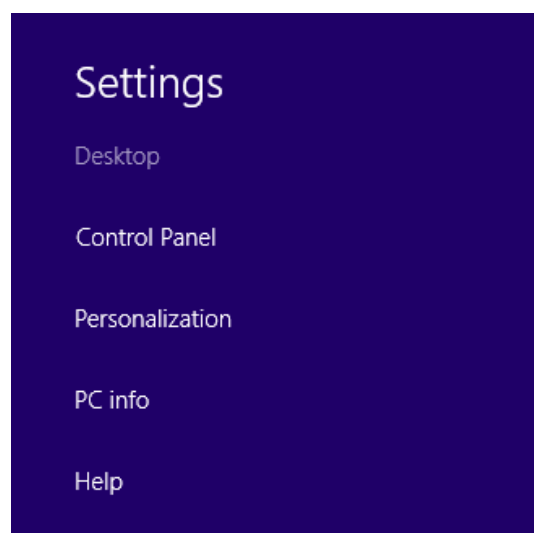 Settings
Desktop
Control Panel
Personalization
PC info
Help